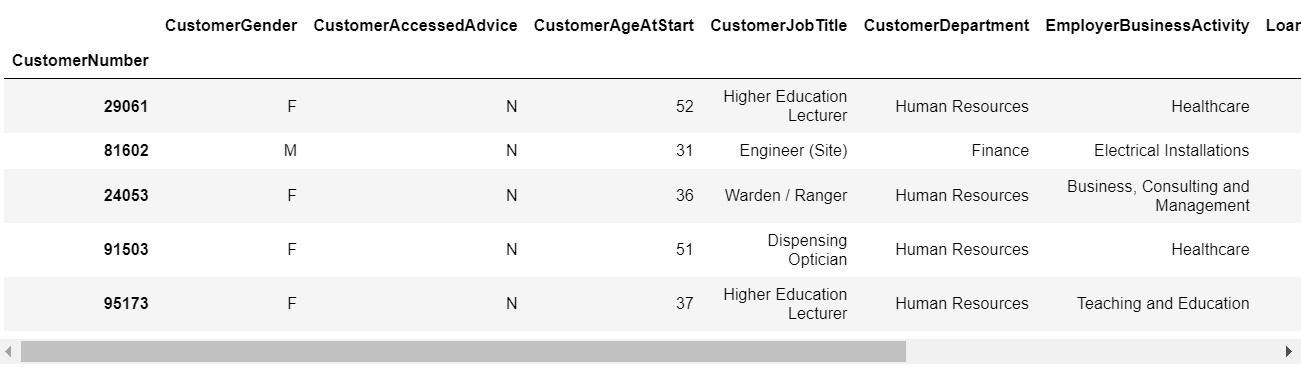 CustomerGender CustomerAccessedAdvice CustomerAgeAtStart CustomerJobTitle CustomerDepartment EmployerBusinessActivity Loar
CustomerNumber
29061 F N 52 Higher Education Lecturer Human Resources Healthcare
81602 M N 31 Engineer (Site) Finance Electrical Installations
24053 F N 36 Warden / Ranger Human Resources Business, Consulting and Management
91503 F N 51 Dispensing Optician Human Resources Healthcare
95173 F N 37 Higher Education Lecturer Human Resources Teaching and Education